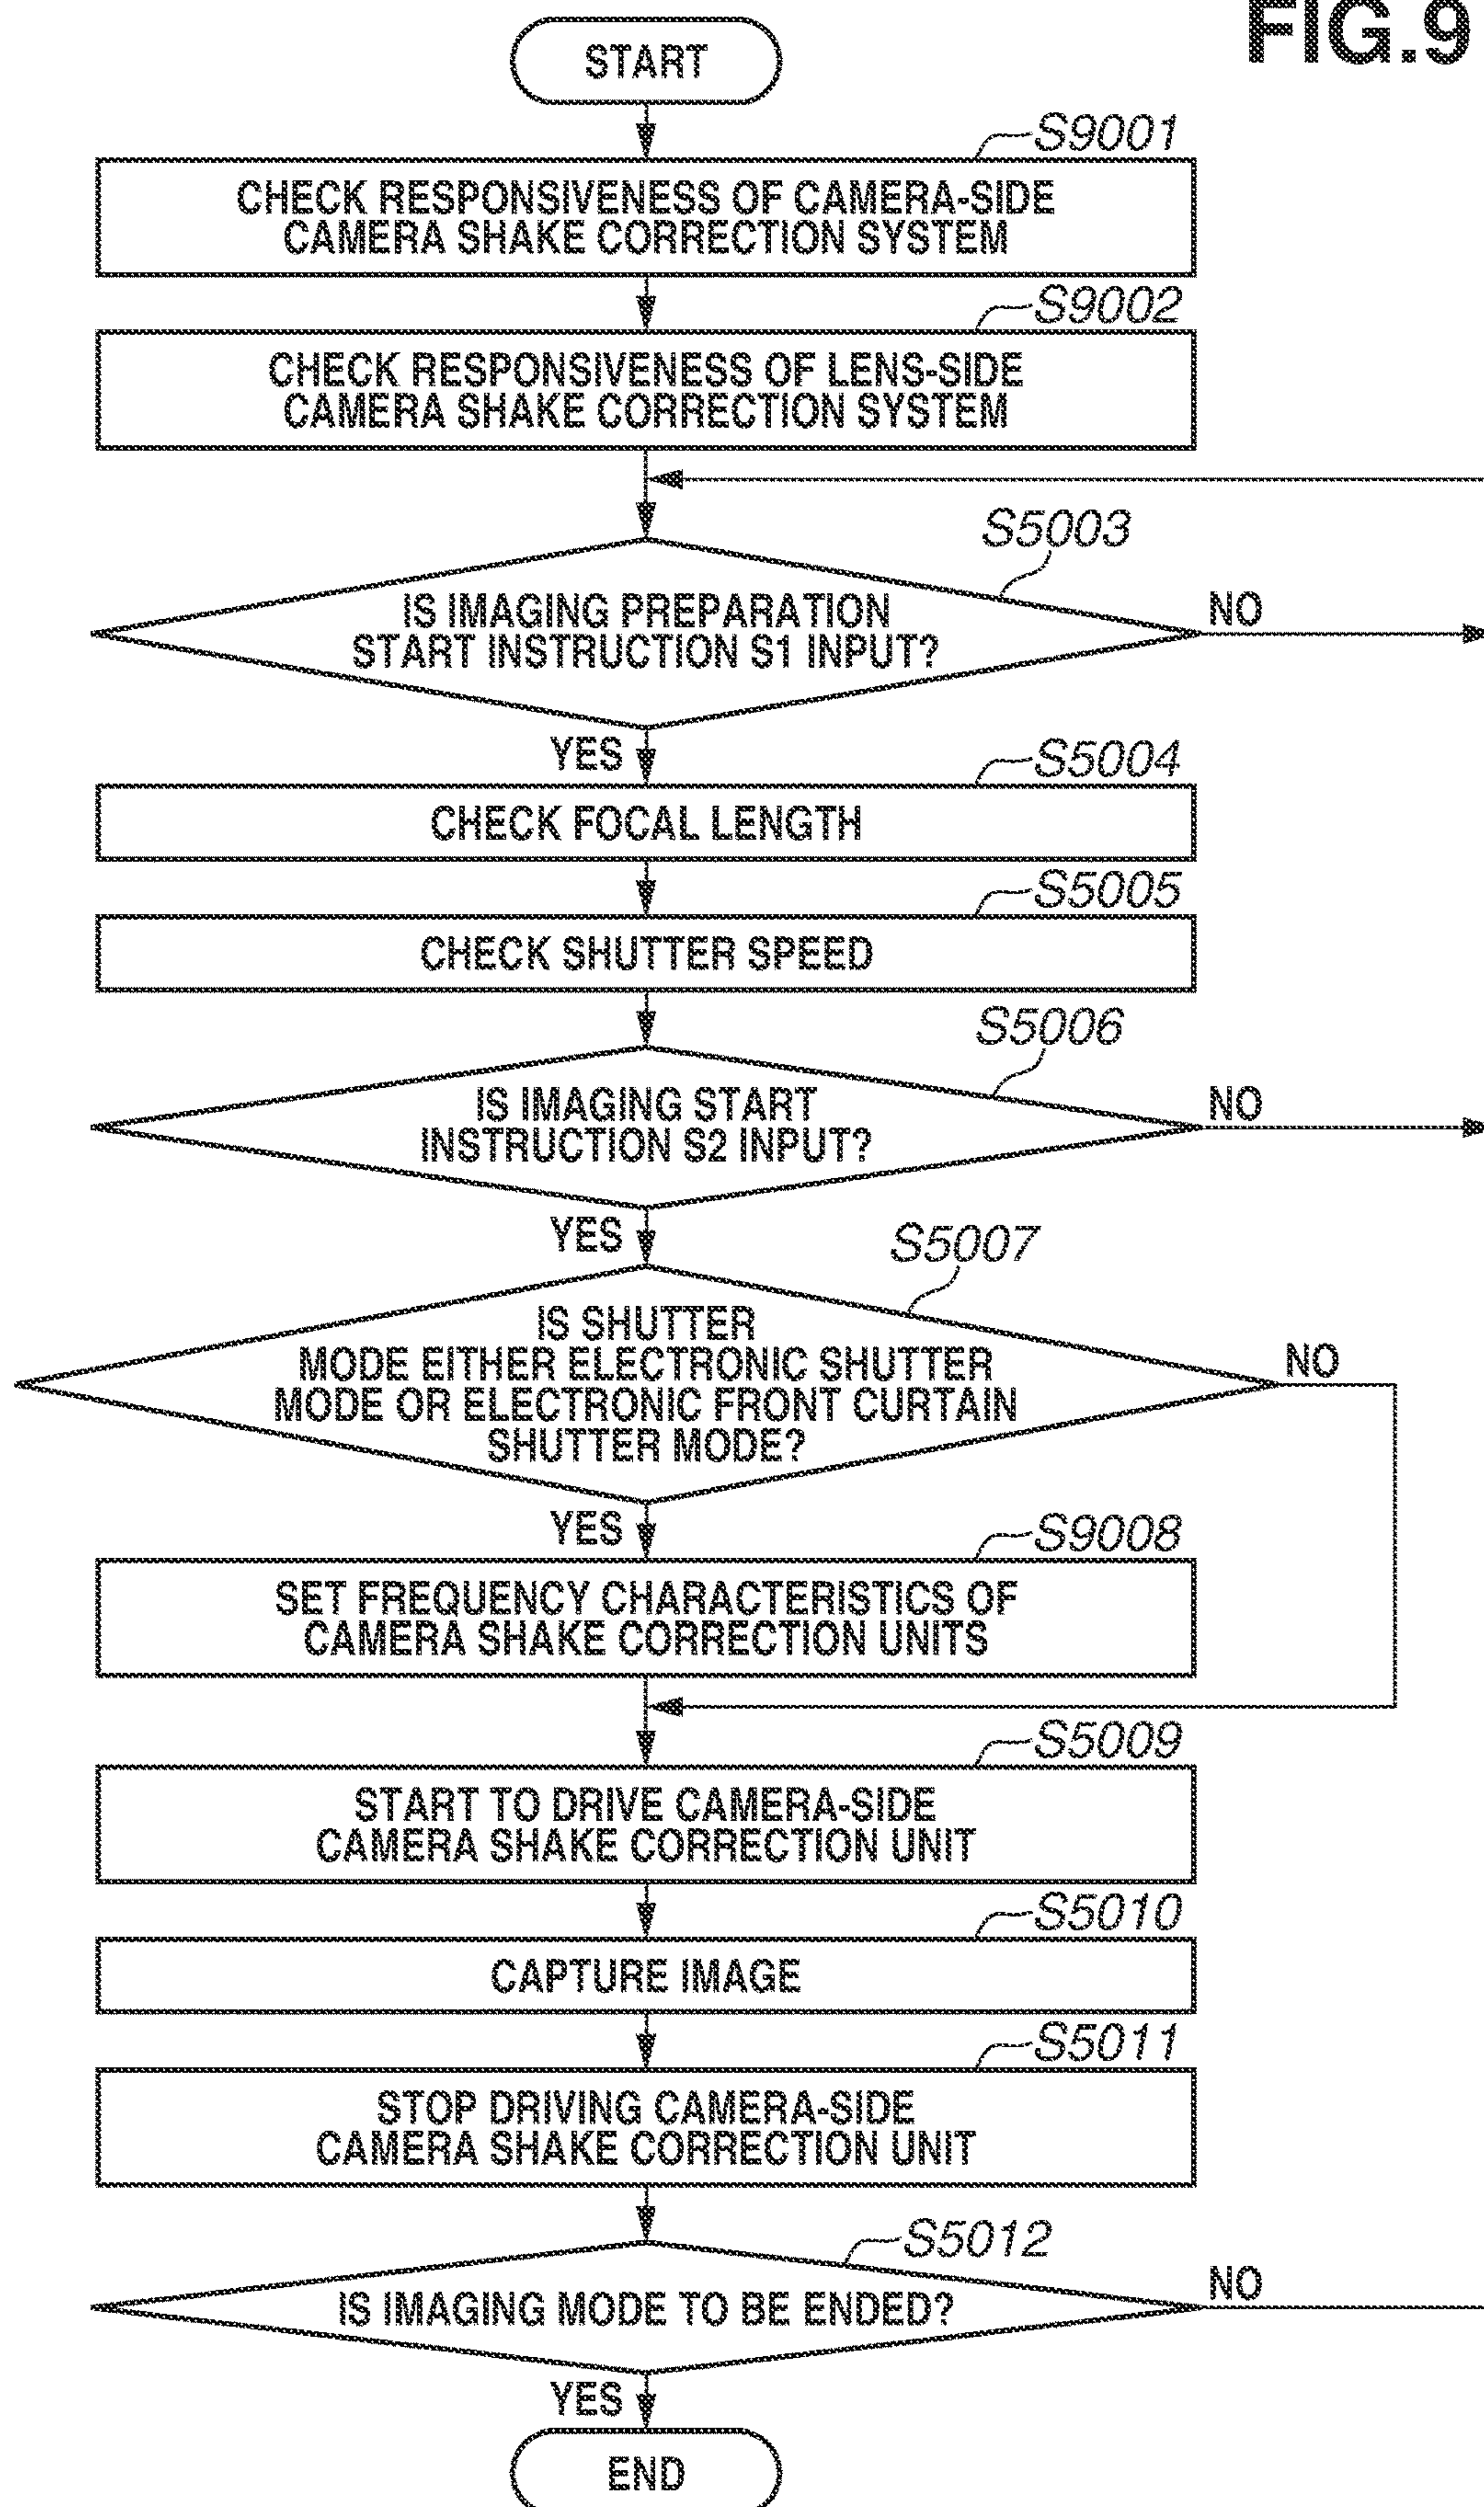 FIG.9
START
S9001
CHECK RESPONSIVENESS OF CAMERA-SIDE
CAMERA SHAKE CORRECTION SYSTEM
S9002
CHECK RESPONSIVENESS OF LENS-SIDE
CAMERA SHAKE CORRECTION SYSTEM
S5003
IS IMAGING PREPARATION
START INSTRUCTION S1 INPUT?
NO
YES
S5004
CHECK FOCAL LENGTH
S5005
CHECK SHUTTER SPEED
S5006
IS IMAGING START
INSTRUCTION S2 INPUT?
NO
YES
S5007
IS SHUTTER
MODE EITHER ELECTRONIC SHUTTER
MODE OR ELECTRONIC FRONT CURTAIN
SHUTTER MODE?
NO
YES
S9008
SET FREQUENCY CHARACTERISTICS OF
CAMERA SHAKE CORRECTION UNITS
S5009
START TO DRIVE CAMERA-SIDE
CAMERA SHAKE CORRECTION UNIT
S5010
CAPTURE IMAGE
S5011
STOP DRIVING CAMERA-SIDE
CAMERA SHAKE CORRECTION UNIT
S5012
IS IMAGING MODE TO BE ENDED?
NO
YES
END